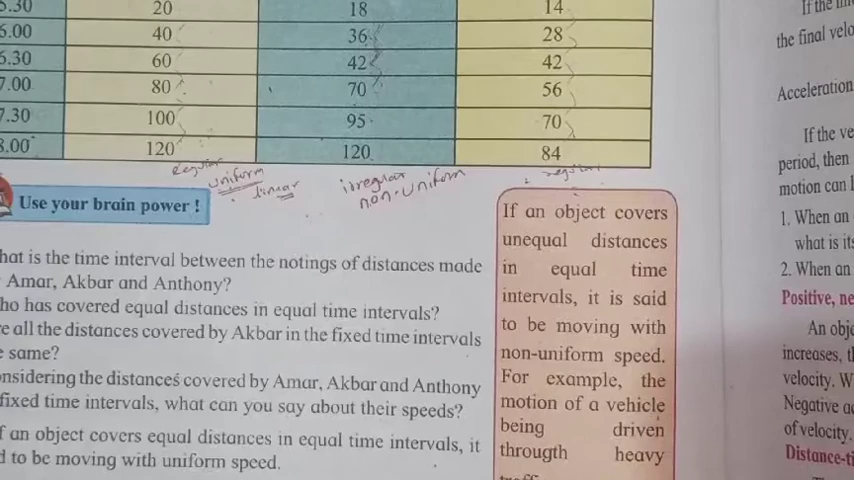 5.30 20 18 14
6.00 40 36 28
6.30 60 42 42
7.00 80 70 56
7.30 100 95 70
8.00 120 120 84
Regular
uniform
irregular
non-uniform
regular
Use your brain power !
hat is the time interval between the notings of distances made
Amar, Akbar and Anthony?
ho has covered equal distances in equal time intervals?
re all the distances covered by Akbar in the fixed time intervals
same?
onsidering the distances covered by Amar, Akbar and Anthony
fixed time intervals, what can you say about their speeds?
f an object covers equal distances in equal time intervals, it
d to be moving with uniform speed.
If an object covers
unequal distances
in equal time
intervals, it is said
to be moving with
non-uniform speed.
For example, the
motion of a vehicle
being driven
througth heavy
the final velo
Acceleration
If the ve
period, then
motion can
1. When an
what is its
2. When an
Positive, ne
An obje
increases, t
velocity. W
Negative a
of velocity.
Distance-ti